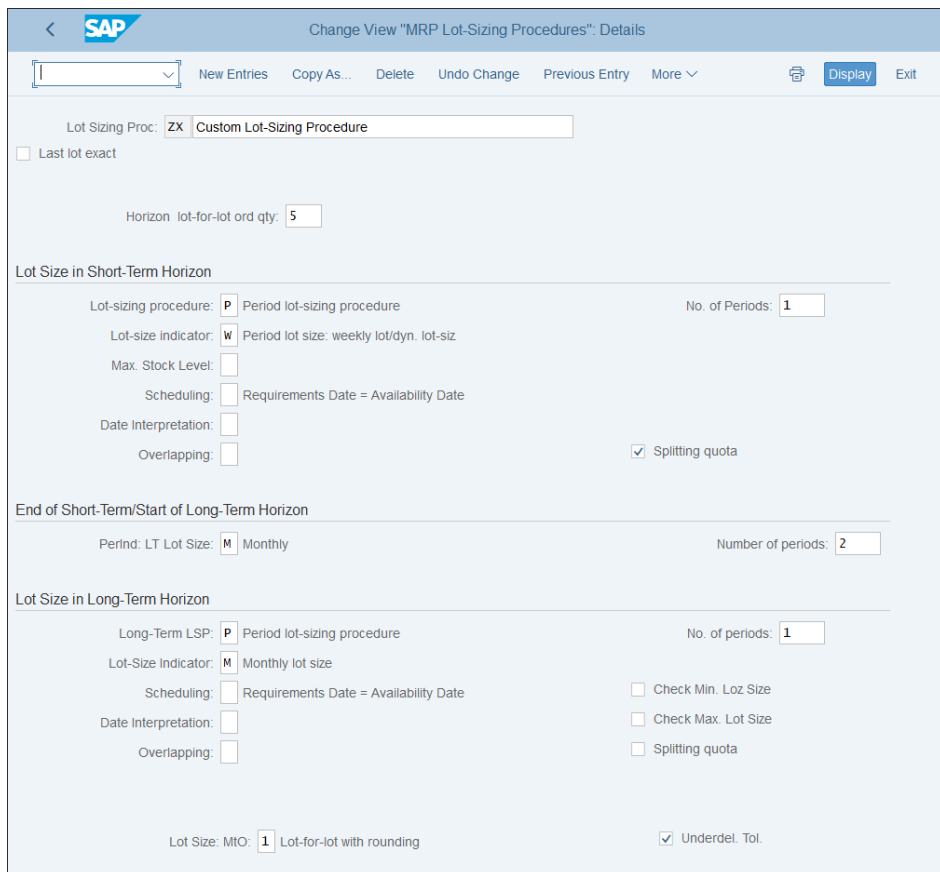 SAP
Change View "MRP Lot-Sizing Procedures": Details
New Entries Copy As... Delete Undo Change Previous Entry More Display Exit
Lot Sizing Proc: ZX Custom Lot-Sizing Procedure
Last lot exact
Horizon lot-for-lot ord qty: 5
Lot Size in Short-Term Horizon
Lot-sizing procedure: P Period lot-sizing procedure No. of Periods: 1
Lot-size indicator: W Period lot size: weekly lot/dyn. lot-siz
Max. Stock Level:
Scheduling: Requirements Date = Availability Date
Date Interpretation:
Overlapping: Splitting quota
End of Short-Term/Start of Long-Term Horizon
PerInd: LT Lot Size: M Monthly Number of periods: 2
Lot Size in Long-Term Horizon
Long-Term LSP: P Period lot-sizing procedure No. of periods: 1
Lot-Size Indicator: M Monthly lot size
Scheduling: Requirements Date = Availability Date Check Min. Loz Size
Date Interpretation: Check Max. Lot Size
Overlapping: Splitting quota
Lot Size: MtO: 1 Lot-for-lot with rounding Underdel. Tol.